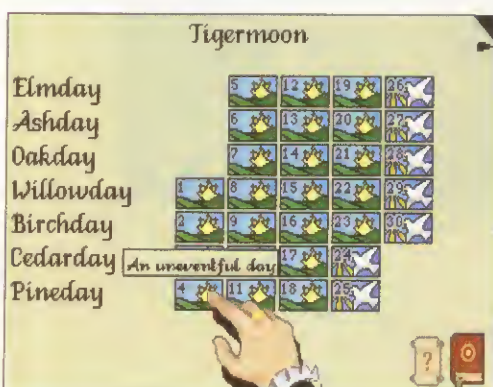 Tigermoon
Elmday 5 12 19 26
Ashday 6 13 20 27
Oakday 7 14 21 28
Willowday 1 8 15 22 29
Birchday 2 9 16 23 30
Cedarday An uneventful day 17 24
Pineday 4 11 18 25
?